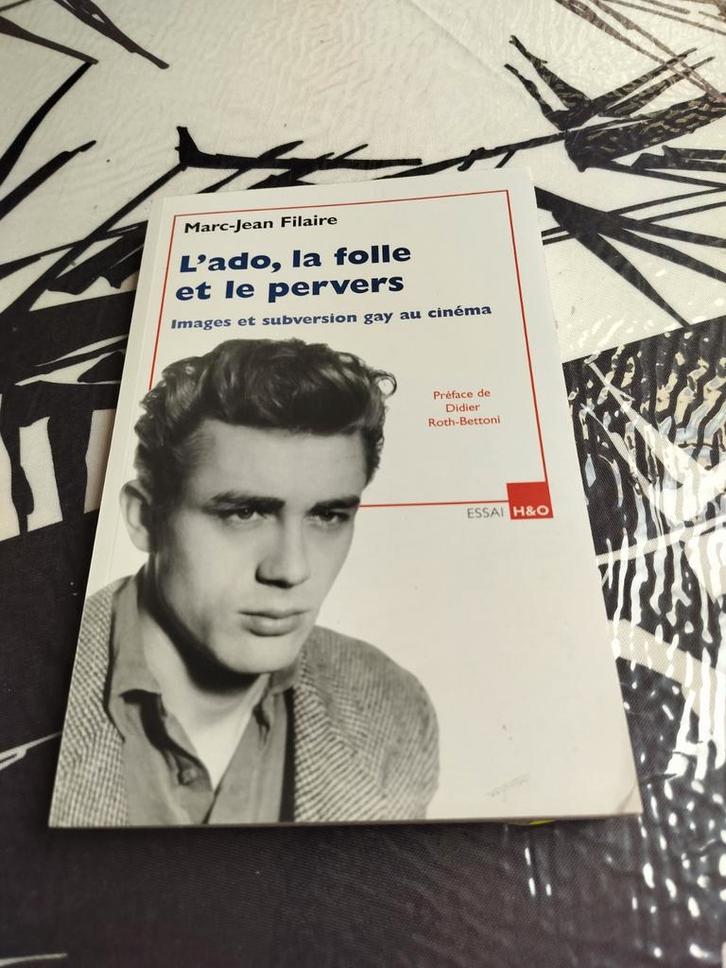 Marc-Jean Filaire
L'ado, la folle
et le pervers
Images et subversion gay au cinéma
Préface de
Didier
Roth-Bettoni
ESSAI H&O